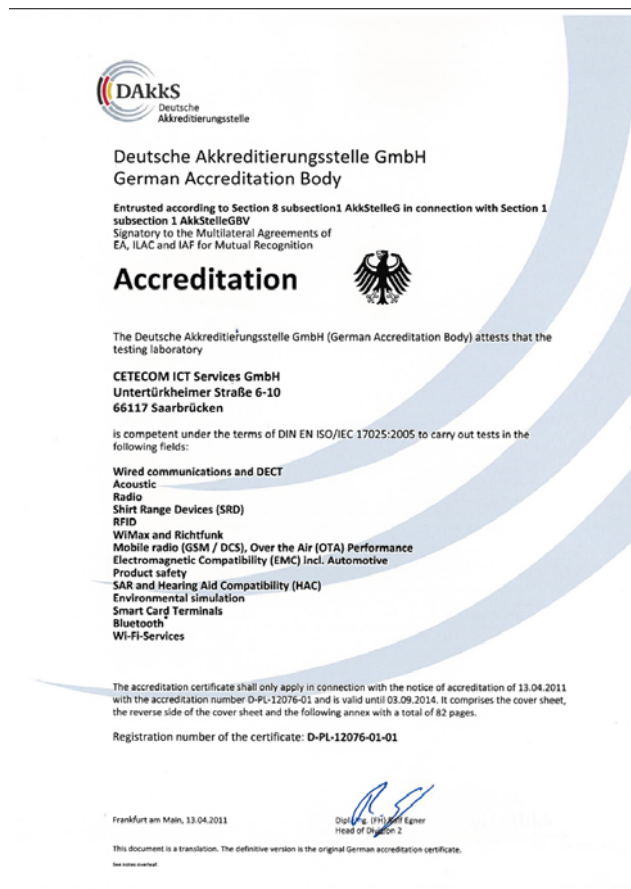 DAkkS
Deutsche
Akkreditierungsstelle
Deutsche Akkreditierungsstelle GmbH
German Accreditation Body
Entrusted according to Section 8 subsection1 AkkStelleG in connection with Section 1
subsection 1 AkkStelleGBV
Signatory to the Multilateral Agreements of
EA, ILAC and IAF for Mutual Recognition
Accreditation
The Deutsche Akkreditierungsstelle GmbH (German Accreditation Body) attests that the
testing laboratory
CETECOM ICT Services GmbH
Untertürkheimer Straße 6-10
66117 Saarbrücken
is competent under the terms of DIN EN ISO/IEC 17025:2005 to carry out tests in the
following fields:
Wired communications and DECT
Acoustic
Radio
Shirt Range Devices (SRD)
RFID
WiMax and Richtfunk
Mobile radio (GSM / DCS), Over the Air (OTA) Performance
Electromagnetic Compatibility (EMC) incl. Automotive
Product safety
SAR and Hearing Aid Compatibility (HAC)
Environmental simulation
Smart Card Terminals
Bluetooth
Wi-Fi-Services
The accreditation certificate shall only apply in connection with the notice of accreditation of 13.04.2011
with the accreditation number D-PL-12076-01 and is valid until 03.09.2014. It comprises the cover sheet,
the reverse side of the cover sheet and the following annex with a total of 82 pages.
Registration number of the certificate: D-PL-12076-01-01
Frankfurt am Main, 13.04.2011
(FH) Egner
Head of Division 2
This document is a translation. The definitive version is the original German accreditation certificate.
See notes overleaf.